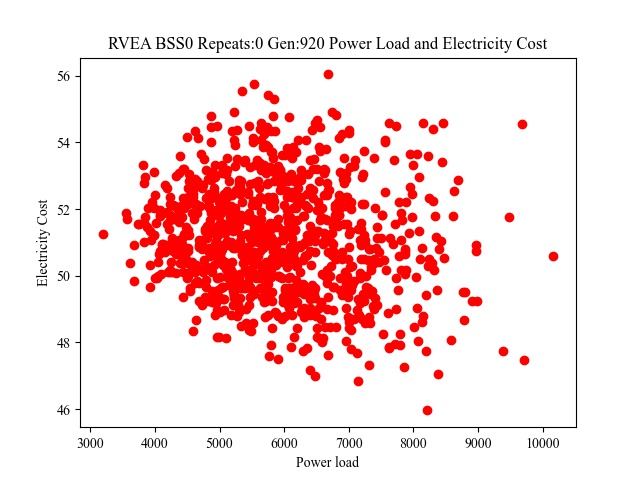 RVEA BSS0 Repeats:0 Gen:920 Power Load and Electricity Cost
56
54
52
50
48
46
Electricity Cost
3000 4000 5000 6000 7000 8000 9000 10000
Power load